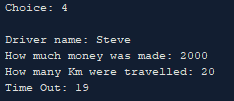 Choice: 4
Driver name: Steve
How much money was made: 2000
How many Km were travelled: 20
Time Out: 19